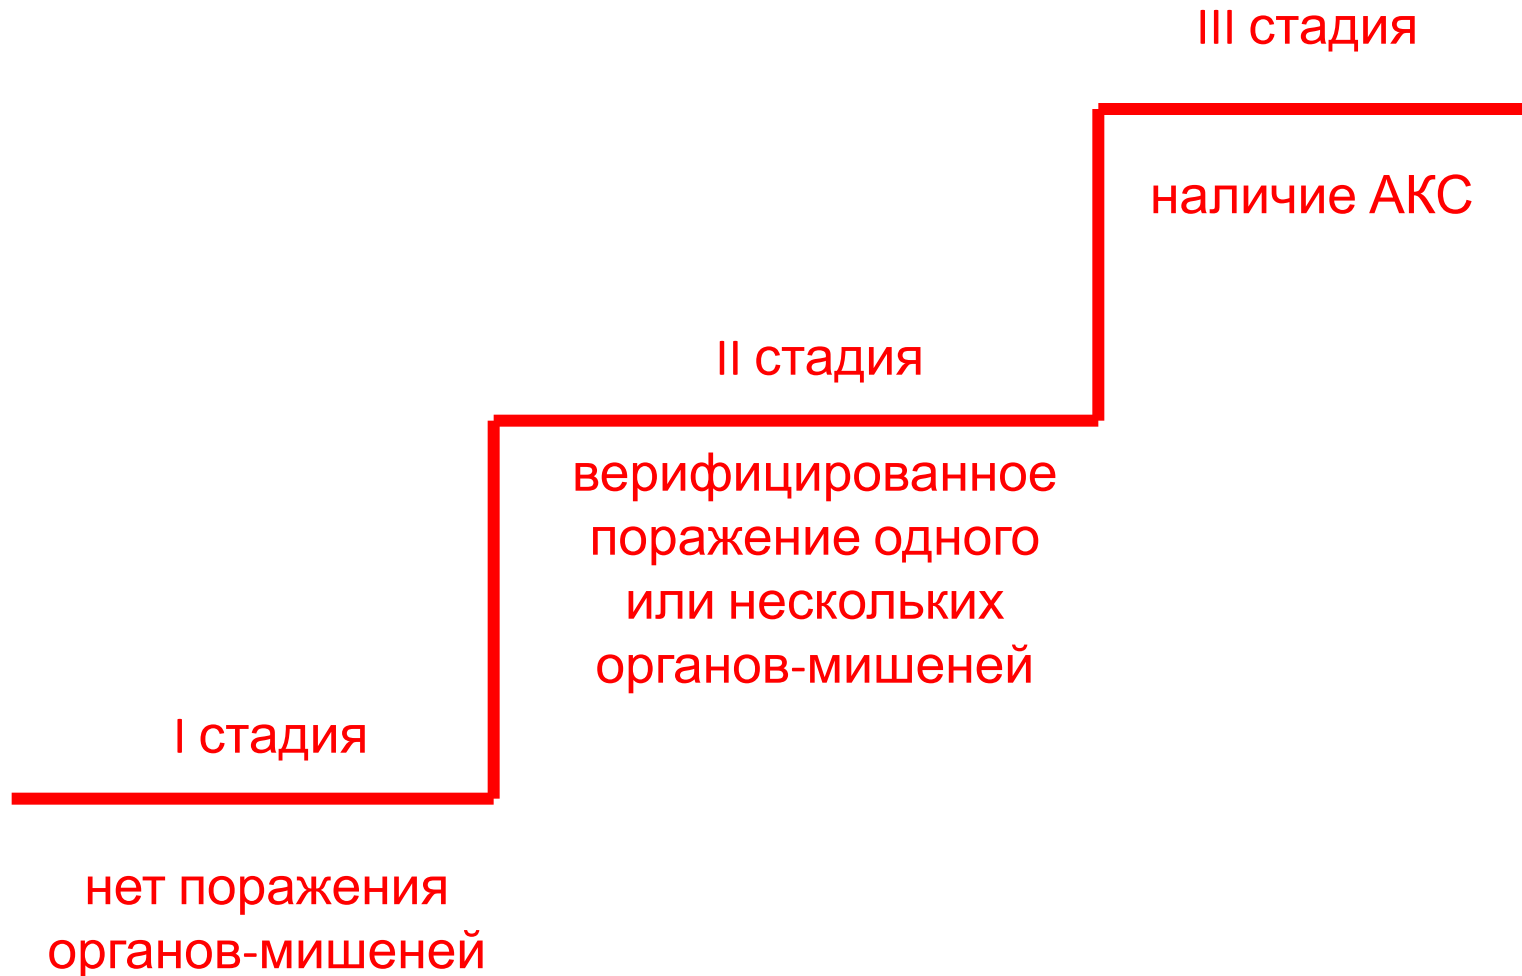 III стадия
наличие АКС
II стадия
верифицированное
поражение одного
или нескольких
органов-мишеней
I стадия
нет поражения
органов-мишеней